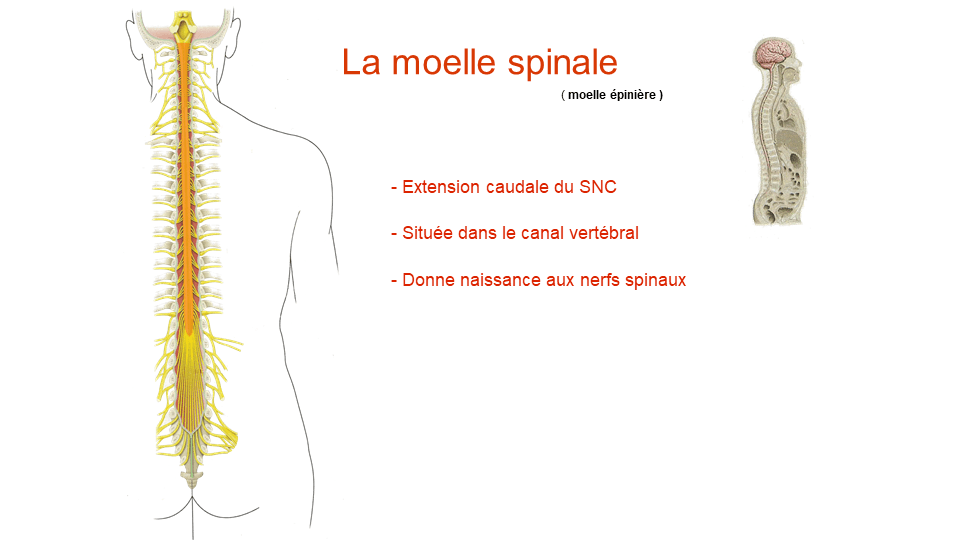 La moelle spinale
( moelle épinière )
- Extension caudale du SNC
- Située dans le canal vertébral
- Donne naissance aux nerfs spinaux